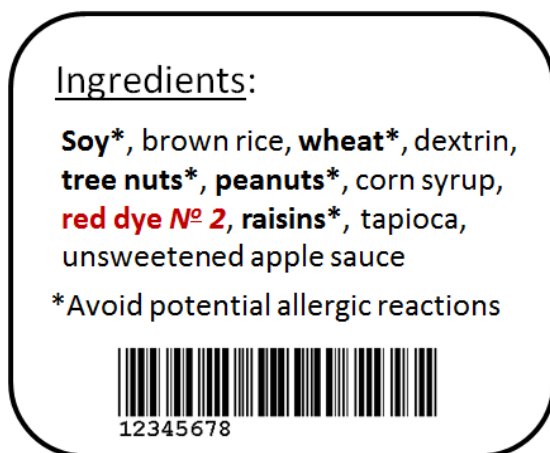 Ingredients:
Soy*, brown rice, wheat*, dextrin,
tree nuts*, peanuts*, corn syrup,
red dye Nº 2, raisins*, tapioca,
unsweetened apple sauce
*Avoid potential allergic reactions
12345678